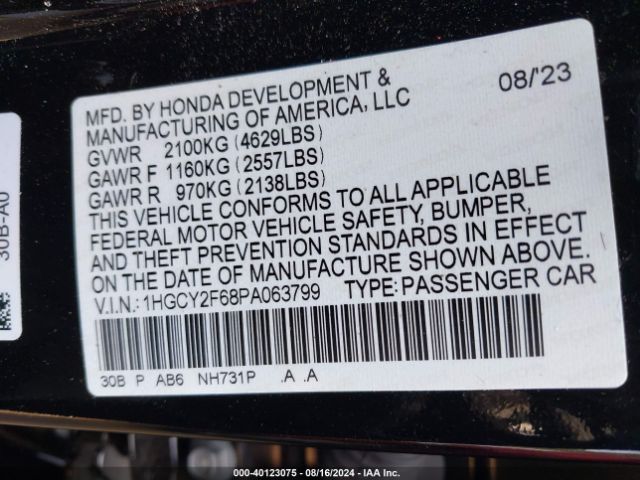 MFD. BY HONDA DEVELOPMENT &
MANUFACTURING OF AMERICA, LLC
08/'23
GVWR 2100KG (4629LBS)
GAWR F 1160KG (2557LBS)
GAWR R 970KG (2138LBS)
THIS VEHICLE CONFORMS TO ALL APPLICABLE
FEDERAL MOTOR VEHICLE SAFETY, BUMPER,
AND THEFT PREVENTION STANDARDS IN EFFECT
ON THE DATE OF MANUFACTURE SHOWN ABOVE.
V.I.N.: 1HGCY2F68PA063799 TYPE: PASSENGER CAR
30B P AB6 NH731P .A .A
30B-A0
000-40123075 - 08/16/2024 - IAA Inc.